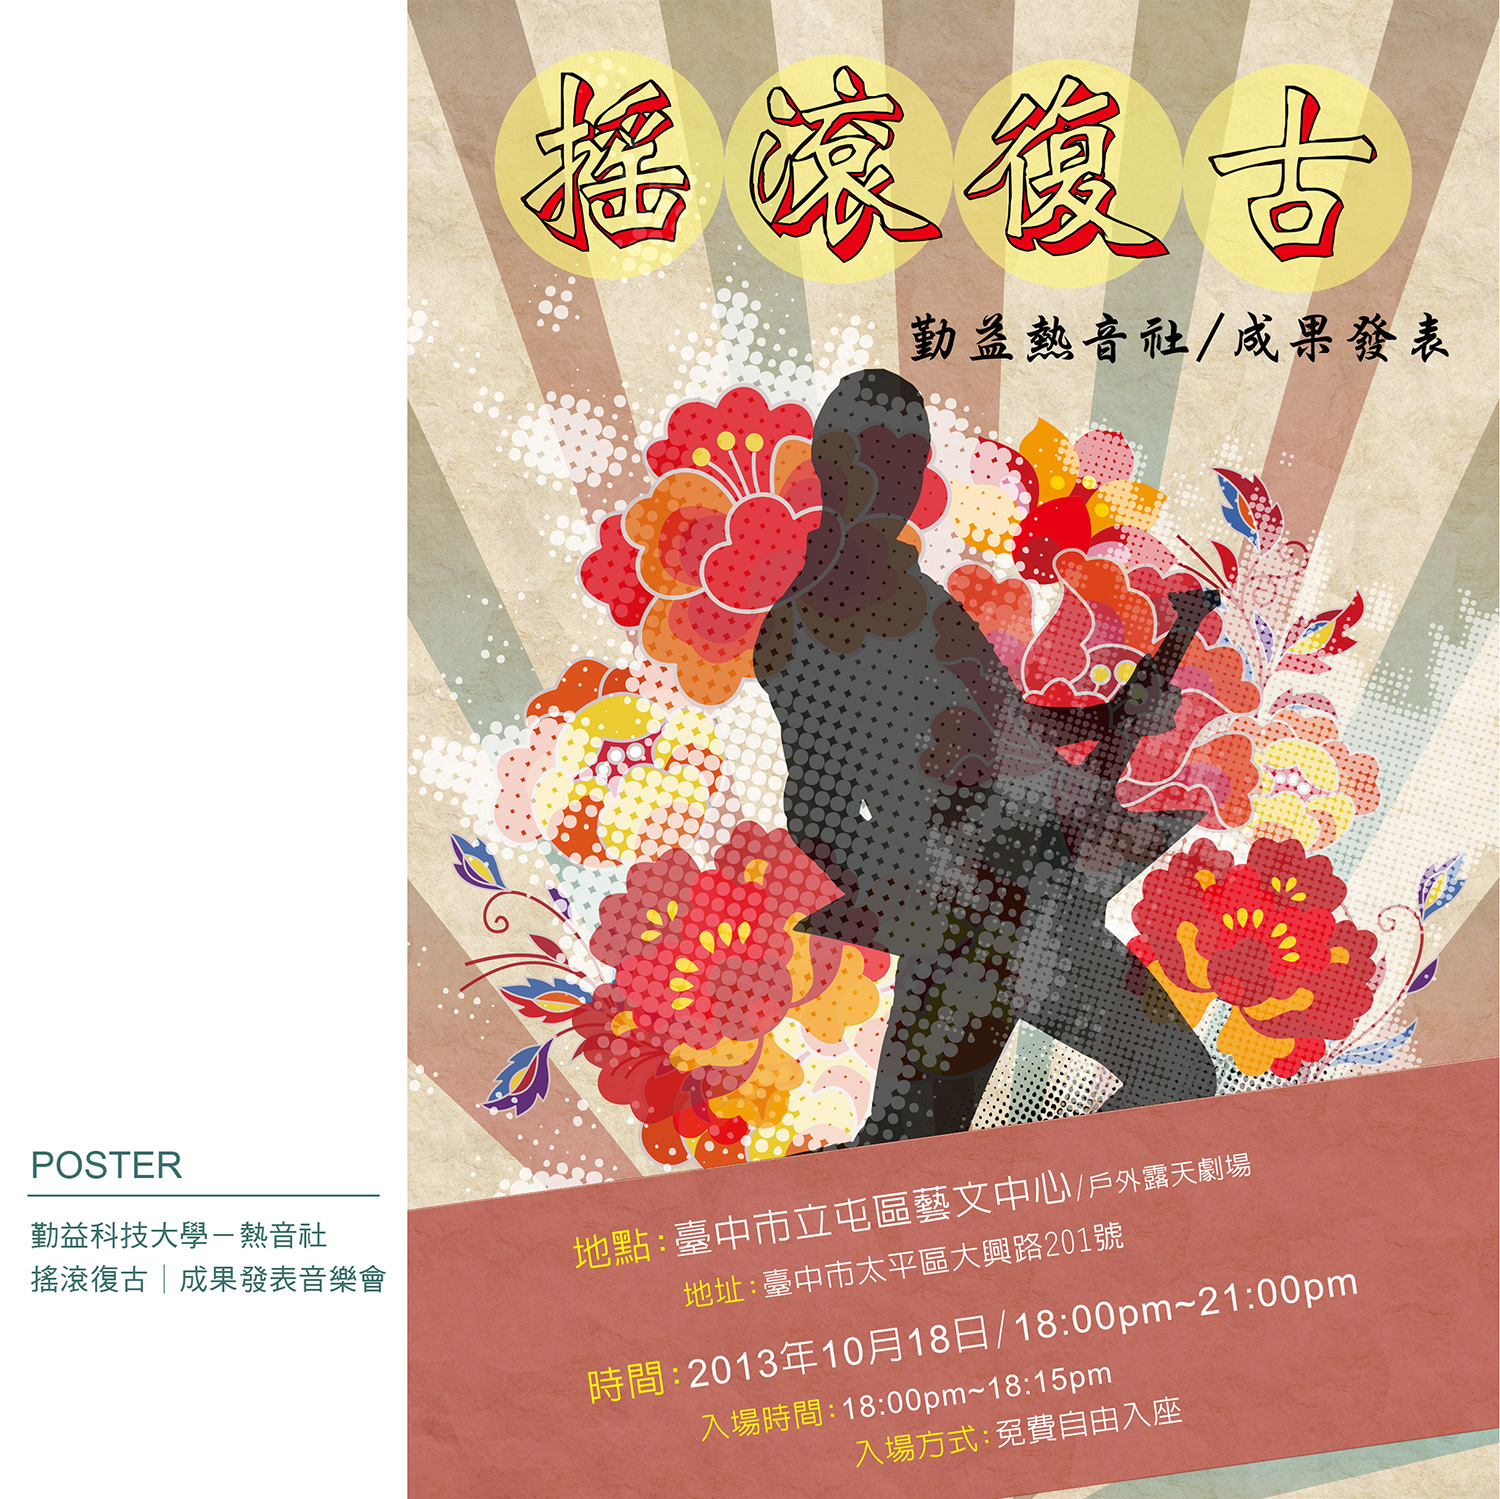 搖滾復古
勤益熱音社/成果發表
POSTER
勤益科技大學－熱音社
搖滾復古｜成果發表音樂會
地點：臺中市立屯區藝文中心/戶外露天劇場
地址：臺中市太平區大興路201號
時間：2013年10月18日/18:00pm~21:00pm
入場時間：18:00pm~18:15pm
入場方式：免費自由入座